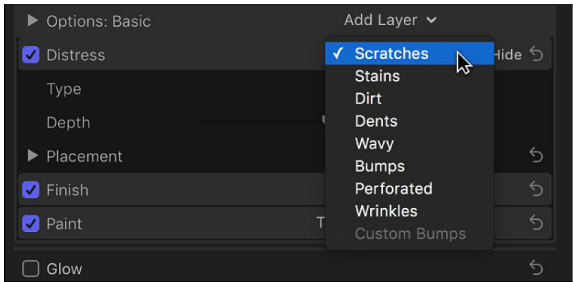 Options: Basic Add Layer
Distress ✓ Scratches Hide
Stains
Type
Dirt
Depth Dents
Wavy
Placement
Bumps
Finish Perforated
Wrinkles
Paint T
Custom Bumps
Glow